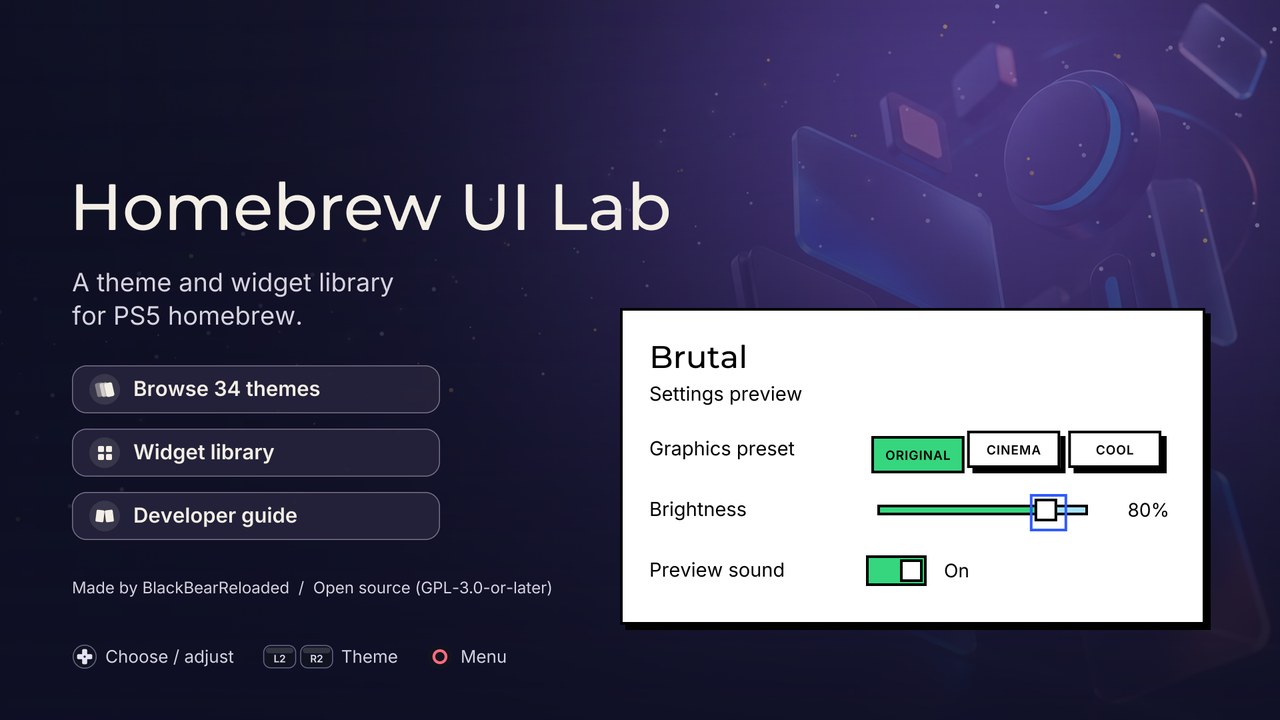 Homebrew UI Lab
A theme and widget library
for PS5 homebrew.
Browse 34 themes
Widget library
Developer guide
Made by BlackBearReloaded / Open source (GPL-3.0-or-later)
Choose / adjust L2 R2 Theme Menu
Brutal
Settings preview
Graphics preset ORIGINAL CINEMA COOL
Brightness 80%
Preview sound On